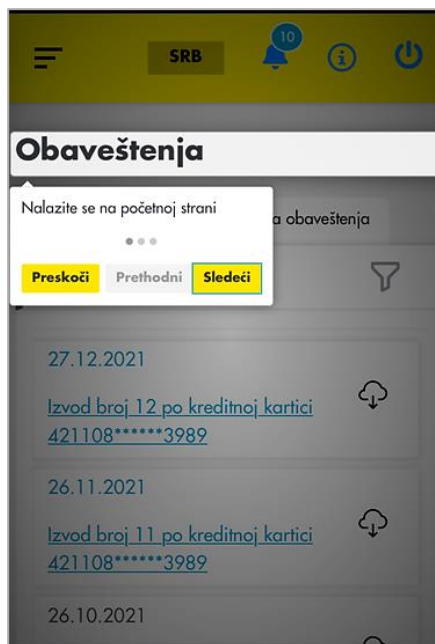 10
SRB
Obaveštenja
Nalazite se na početnoj strani
a obaveštenja
Preskoči Prethodni Sledeći
27.12.2021
Izvod broj 12 po kreditnoj kartici
421108******3989
26.11.2021
Izvod broj 11 po kreditnoj kartici
421108******3989
26.10.2021